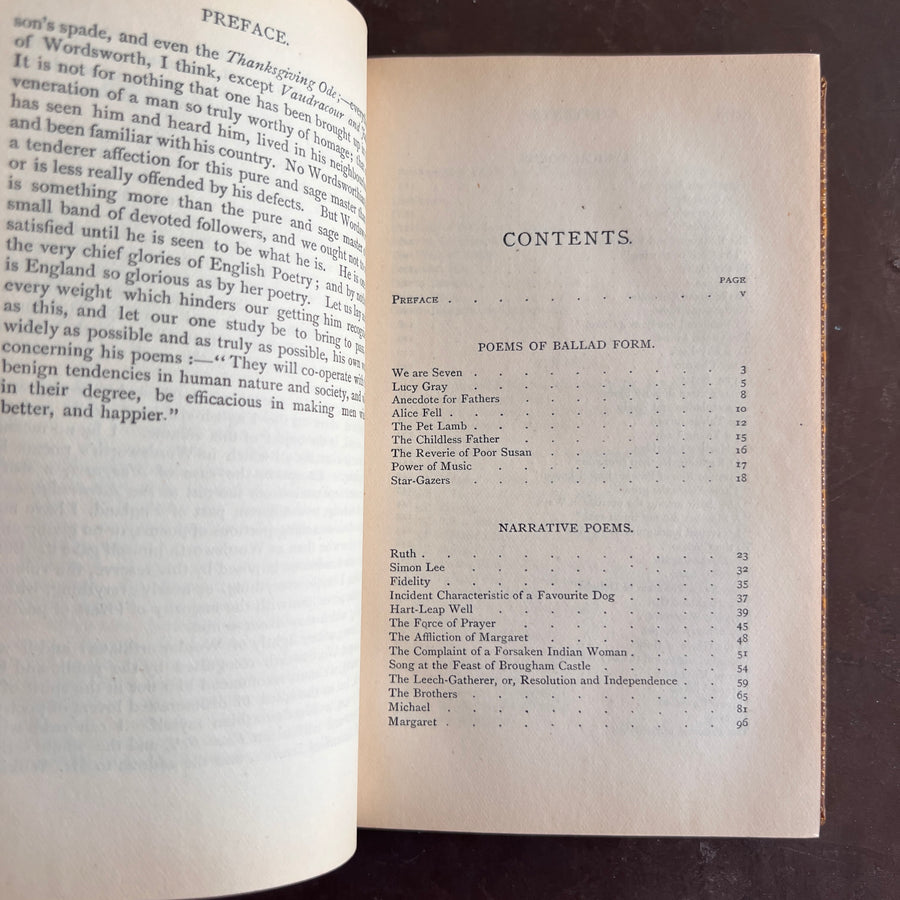 PREFACE.
son's spade, and even the Thanksgiving Ode;—every
of Wordsworth, I think, except Vaudracour and
It is not for nothing that one has been brought up in
veneration of a man so truly worthy of homage; that
has seen him and heard him, lived in his neighbourhood
and been familiar with his country. No Wordsworthian
a tenderer affection for this pure and sage master than
or is less really offended by his defects. But Wordsworth
is something more than the pure and sage master of
small band of devoted followers, and we ought not to
satisfied until he is seen to be what he is. He is one
the very chief glories of English Poetry; and by nothing
is England so glorious as by her poetry. Let us lay
every weight which hinders our getting him recognised
as this, and let our one study be to bring to pass
widely as possible and as truly as possible, his own
concerning his poems :—"They will co-operate with
benign tendencies in human nature and society, and
in their degree, be efficacious in making men
better, and happier."
CONTENTS.
PAGE
PREFACE . . . . . . . . . . . v
POEMS OF BALLAD FORM.
We are Seven . . . . . . . . . . 3
Lucy Gray . . . . . . . . . . 5
Anecdote for Fathers . . . . . . . . 8
Alice Fell . . . . . . . . . . . 10
The Pet Lamb . . . . . . . . . . 12
The Childless Father . . . . . . . . 15
The Reverie of Poor Susan . . . . . . . 16
Power of Music . . . . . . . . . 17
Star-Gazers . . . . . . . . . . 18
NARRATIVE POEMS.
Ruth . . . . . . . . . . . . 23
Simon Lee . . . . . . . . . . 32
Fidelity . . . . . . . . . . . 35
Incident Characteristic of a Favourite Dog . . . . 37
Hart-Leap Well . . . . . . . . . 39
The Force of Prayer . . . . . . . . 45
The Affliction of Margaret . . . . . . . 48
The Complaint of a Forsaken Indian Woman . . . . 51
Song at the Feast of Brougham Castle . . . . . 54
The Leech-Gatherer, or, Resolution and Independence . . 59
The Brothers . . . . . . . . . . 65
Michael . . . . . . . . . . . 81
Margaret . . . . . . . . . . . 96